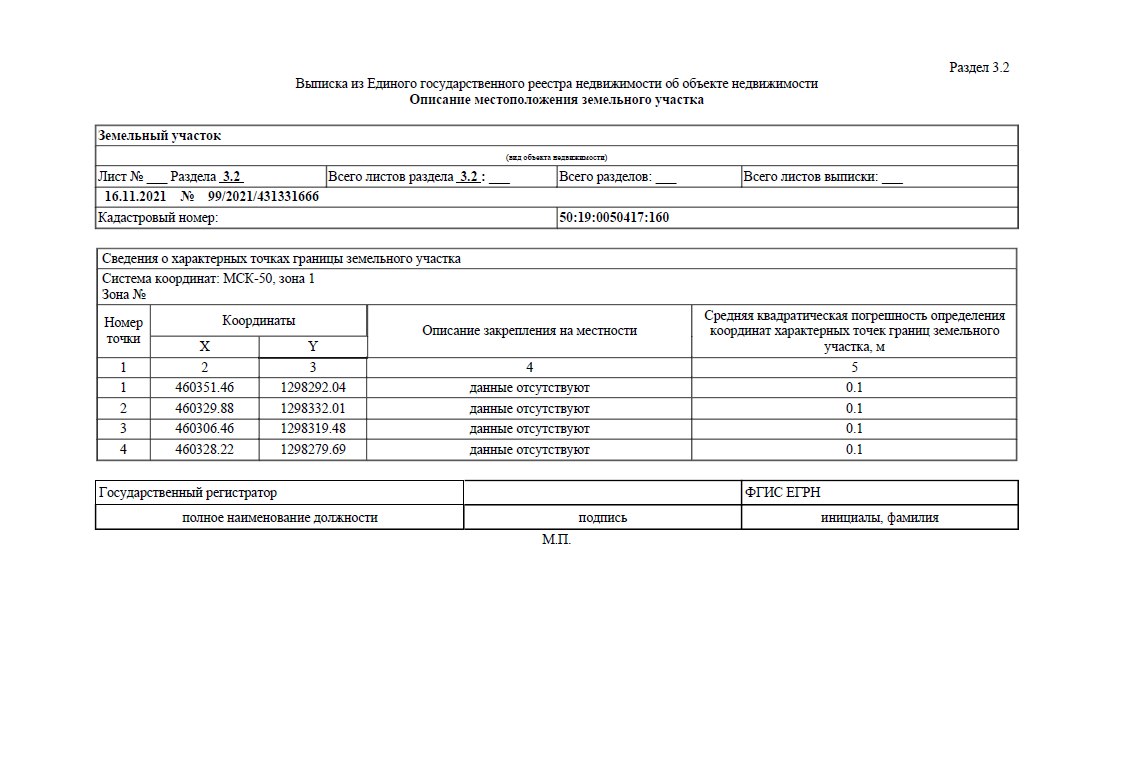 Раздел 3.2
Выписка из Единого государственного реестра недвижимости об объекте недвижимости
Описание местоположения земельного участка
Земельный участок
(вид объекта недвижимости)
Лист № ___ Раздела 3.2 Всего листов раздела 3.2 : ___ Всего разделов: ___ Всего листов выписки: ___
16.11.2021 № 99/2021/431331666
Кадастровый номер: 50:19:0050417:160
Сведения о характерных точках границы земельного участка
Система координат: МСК-50, зона 1
Зона №
Номер точки Координаты Описание закрепления на местности Средняя квадратическая погрешность определения координат характерных точек границ земельного участка, м
X Y
1 2 3 4 5
1 460351.46 1298292.04 данные отсутствуют 0.1
2 460329.88 1298332.01 данные отсутствуют 0.1
3 460306.46 1298319.48 данные отсутствуют 0.1
4 460328.22 1298279.69 данные отсутствуют 0.1
Государственный регистратор ФГИС ЕГРН
полное наименование должности подпись инициалы, фамилия
М.П.